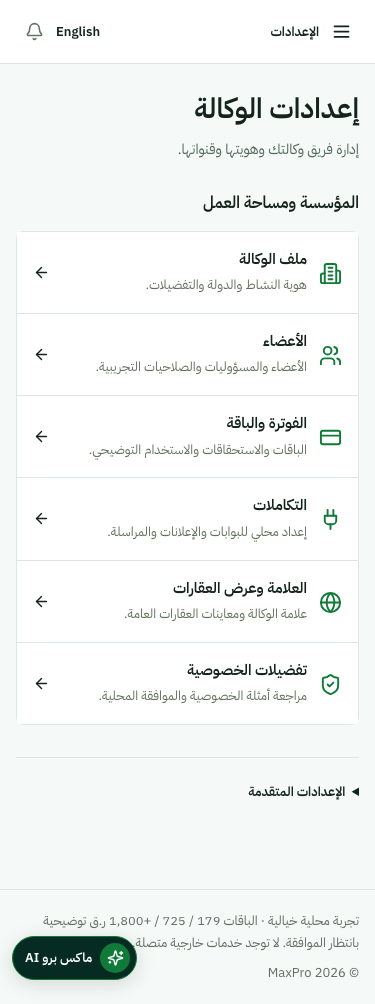 الإعدادات
English
إعدادات الوكالة
إدارة فريق وكالتك وهويتها وقنواتها.
المؤسسة ومساحة العمل
ملف الوكالة
هوية النشاط والدولة والتفضيلات.
الأعضاء
الأعضاء والمسؤوليات والصلاحيات التجريبية.
الفوترة والباقة
الباقات والاستحقاقات والاستخدام التوضيحي.
التكاملات
إعداد محلي للبوابات والإعلانات والمراسلة.
العلامة وعرض العقارات
علامة الوكالة ومعاينات العقارات العامة.
تفضيلات الخصوصية
مراجعة أمثلة الخصوصية والموافقة المحلية.
الإعدادات المتقدمة
تجربة محلية خيالية · الباقات 179 / 725 / +1,800 ر.ق توضيحية
بانتظار الموافقة. لا توجد خدمات خارجية متصلة.
ماكس برو AI
© 2026 MaxPro